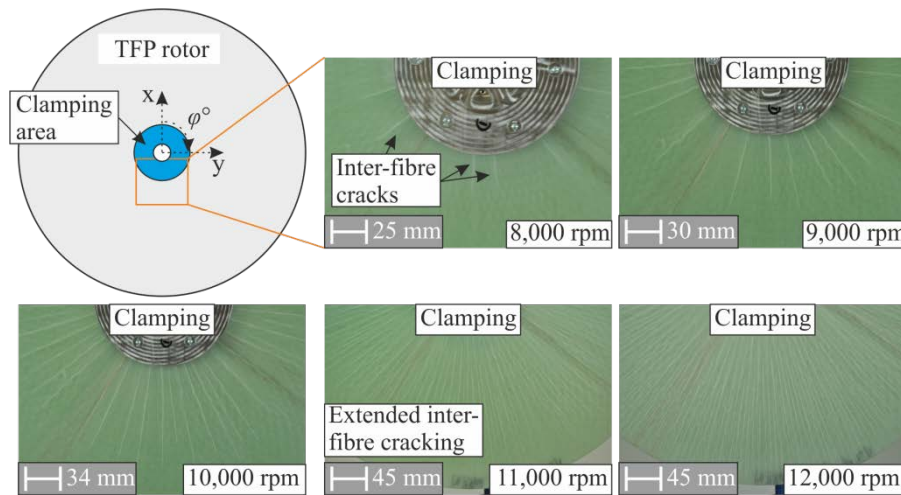 TFP rotor
Clamping
area
x
φ°
y
Clamping
Inter-fibre
cracks
25 mm
8,000 rpm
Clamping
30 mm
9,000 rpm
Clamping
34 mm
10,000 rpm
Clamping
Extended inter-
fibre cracking
45 mm
11,000 rpm
Clamping
45 mm
12,000 rpm